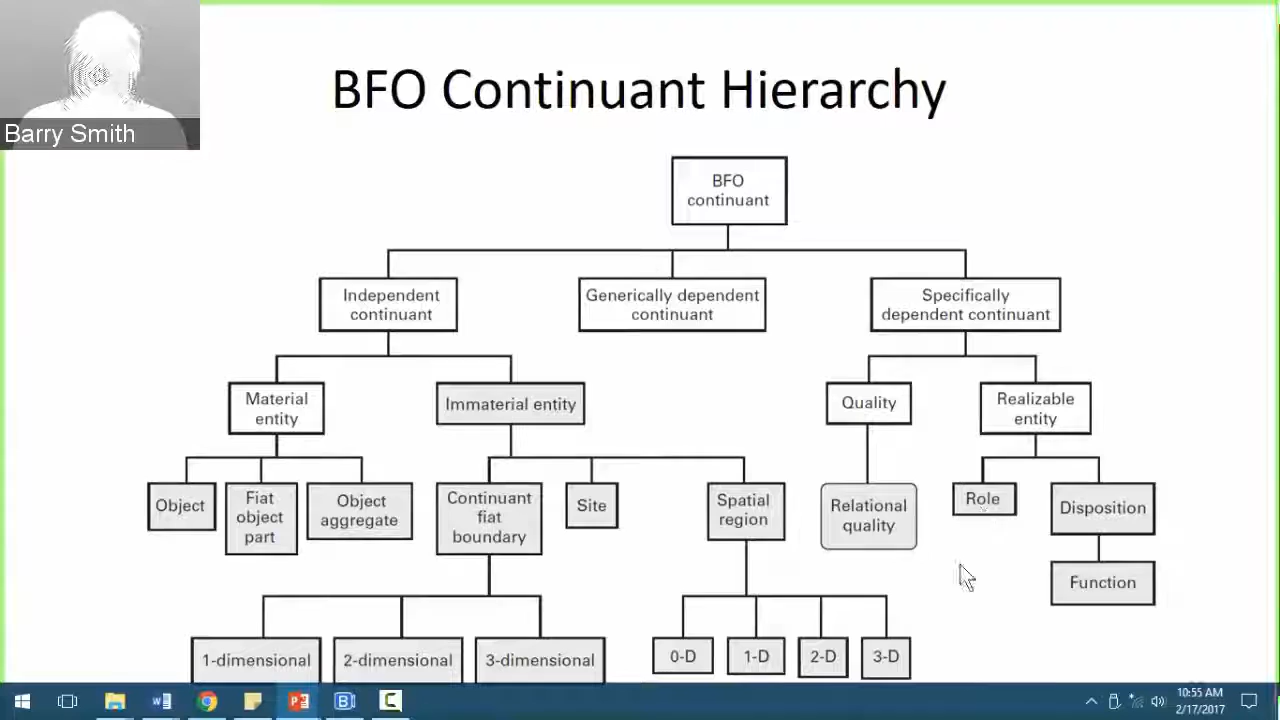 Barry Smith
BFO Continuant Hierarchy
BFO
continuant
Independent
continuant
Generically dependent
continuant
Specifically
dependent continuant
Material
entity
Immaterial entity
Quality
Realizable
entity
Object
Fiat
object
part
Object
aggregate
Continuant
fiat
boundary
Site
Spatial
region
Relational
quality
Role
Disposition
Function
1-dimensional
2-dimensional
3-dimensional
0-D
1-D
2-D
3-D
10:55 AM
2/17/2017